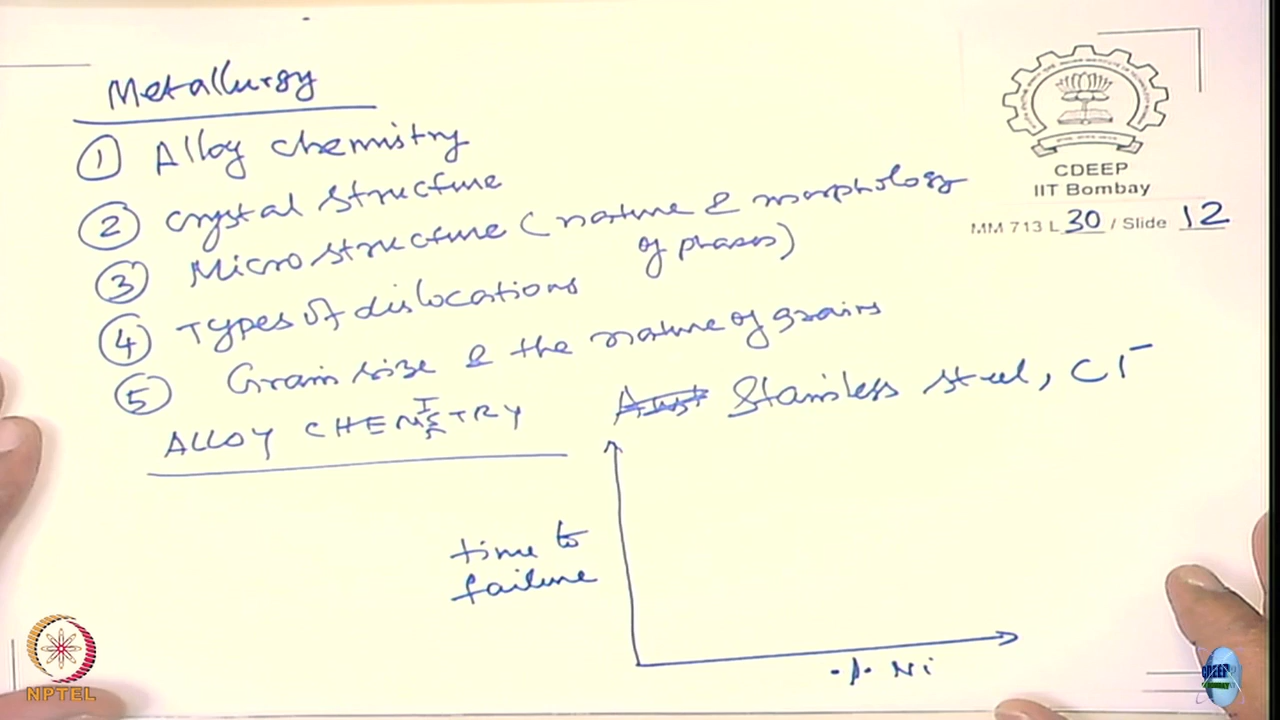 Metallurgy
① Alloy chemistry
② Crystal structure
③ Microstructure (nature & morphology
of phases)
④ Types of dislocations
⑤ Grain size & the nature of grains
ALLOY CHEMISTRY
Stainless steel, Cl⁻
time to
failure
·/· Ni
CDEEP
IIT Bombay
MM 713 L 30 / Slide 12
NPTEL
CDEEP